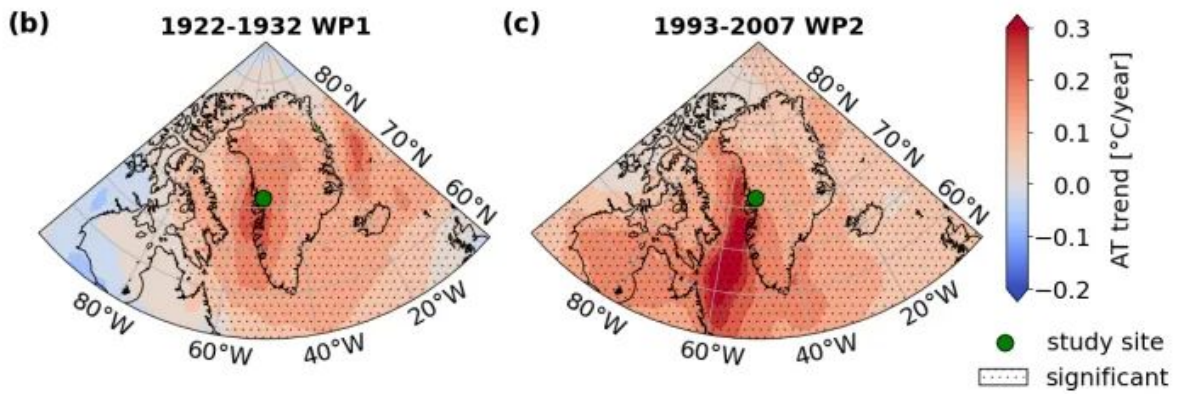 (b) 1922-1932 WP1
80°N
70°N
60°N
80°W
60°W
40°W
20°W
(c) 1993-2007 WP2
80°N
70°N
60°N
80°W
60°W
40°W
20°W
0.3
0.2
0.1
0.0
−0.1
−0.2
AT trend [°C/year]
study site
significant